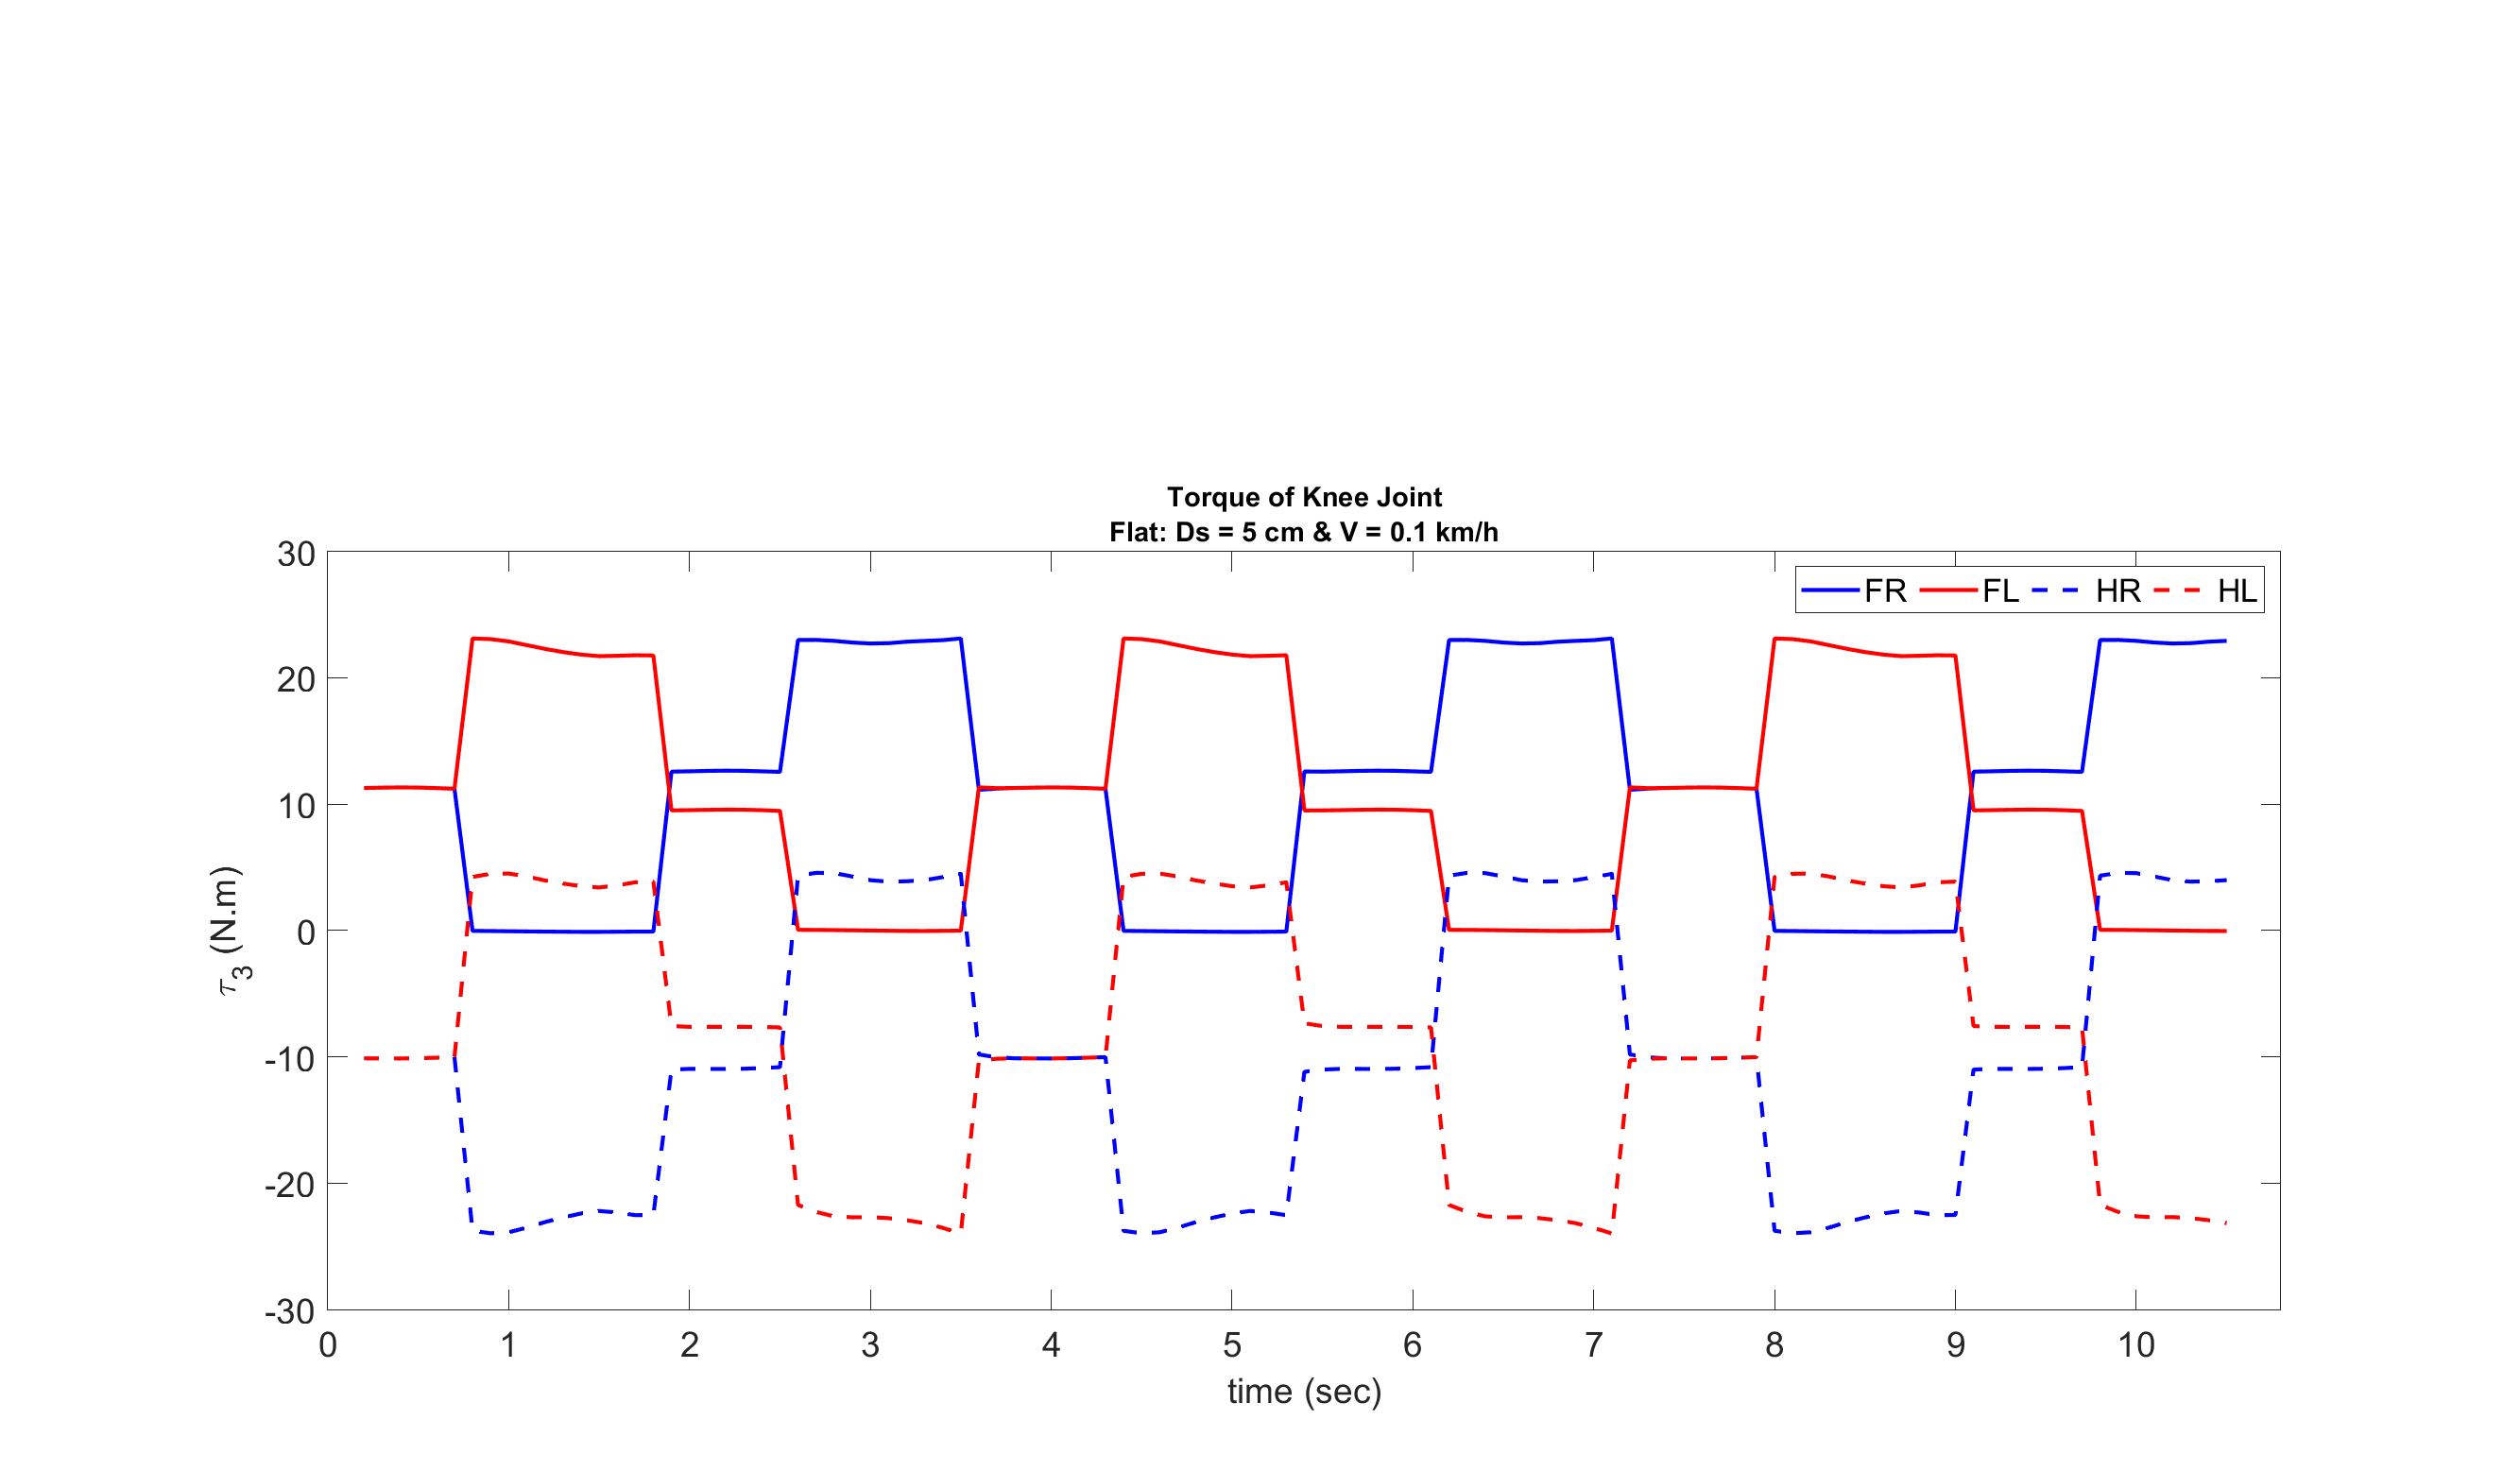 Torque of Knee Joint
Flat: Ds = 5 cm & V = 0.1 km/h
FR FL HR HL
30
20
10
0
-10
-20
-30
τ3 (N.m)
0 1 2 3 4 5 6 7 8 9 10
time (sec)